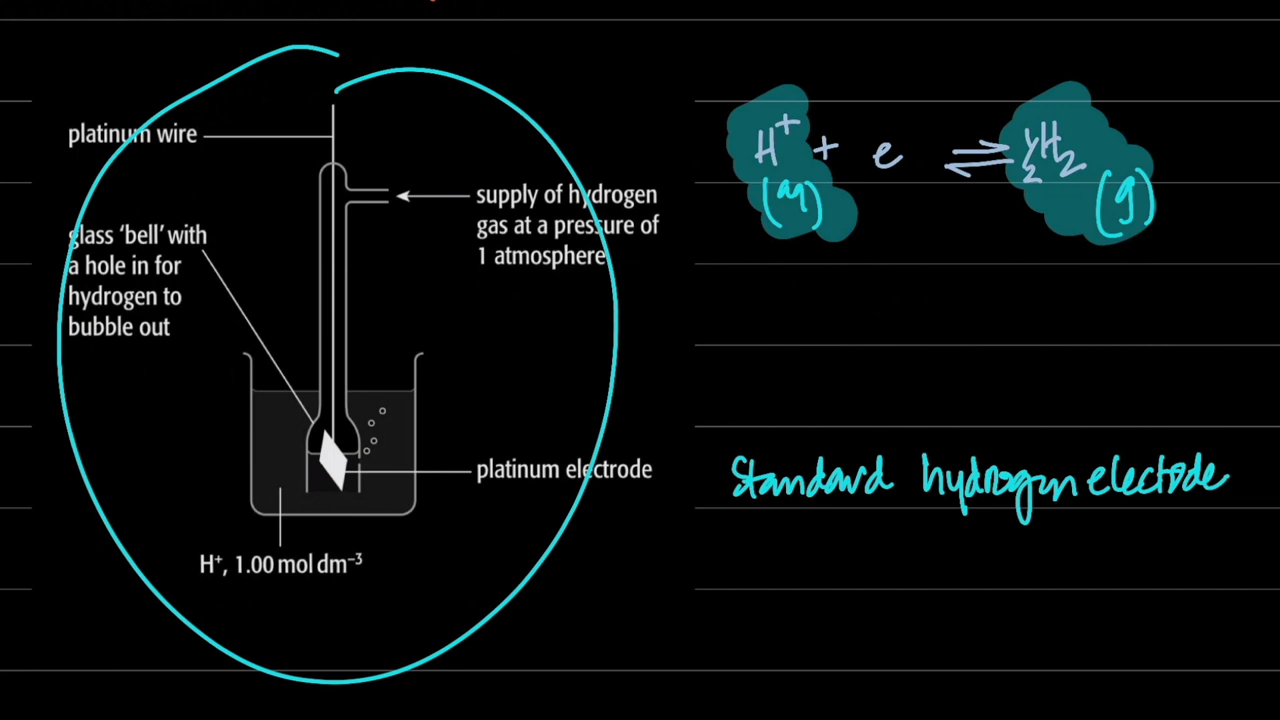 platinum wire
glass ‘bell’ with
a hole in for
hydrogen to
bubble out
supply of hydrogen
gas at a pressure of
1 atmosphere
platinum electrode
H⁺, 1.00 mol dm⁻³
H⁺ + e ⇌ ½H₂
(aq) (g)
Standard hydrogen electrode